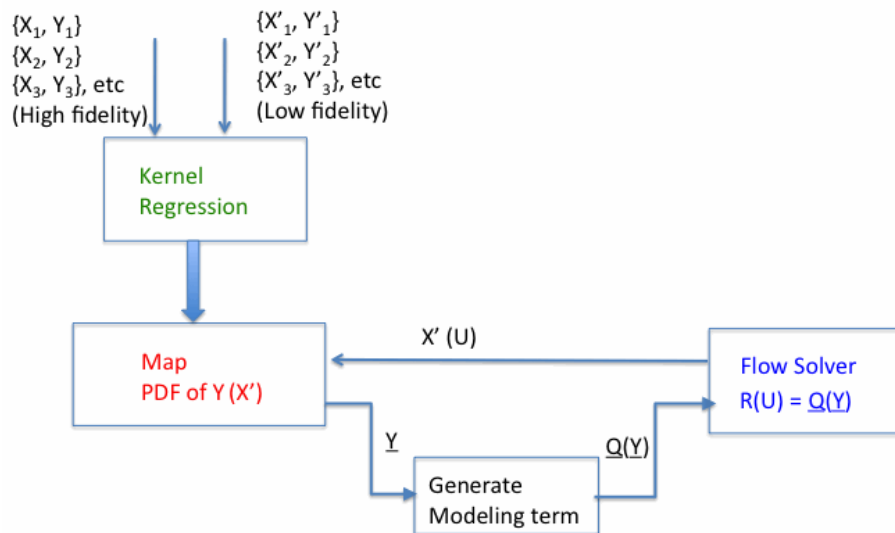 {X₁, Y₁}
{X₂, Y₂}
{X₃, Y₃}, etc
(High fidelity)
{X’₁, Y’₁}
{X’₂, Y’₂}
{X’₃, Y’₃}, etc
(Low fidelity)
Kernel
Regression
Map
PDF of Y (X’)
X’ (U)
Flow Solver
R(U) = Q(Y)
Y
Q(Y)
Generate
Modeling term